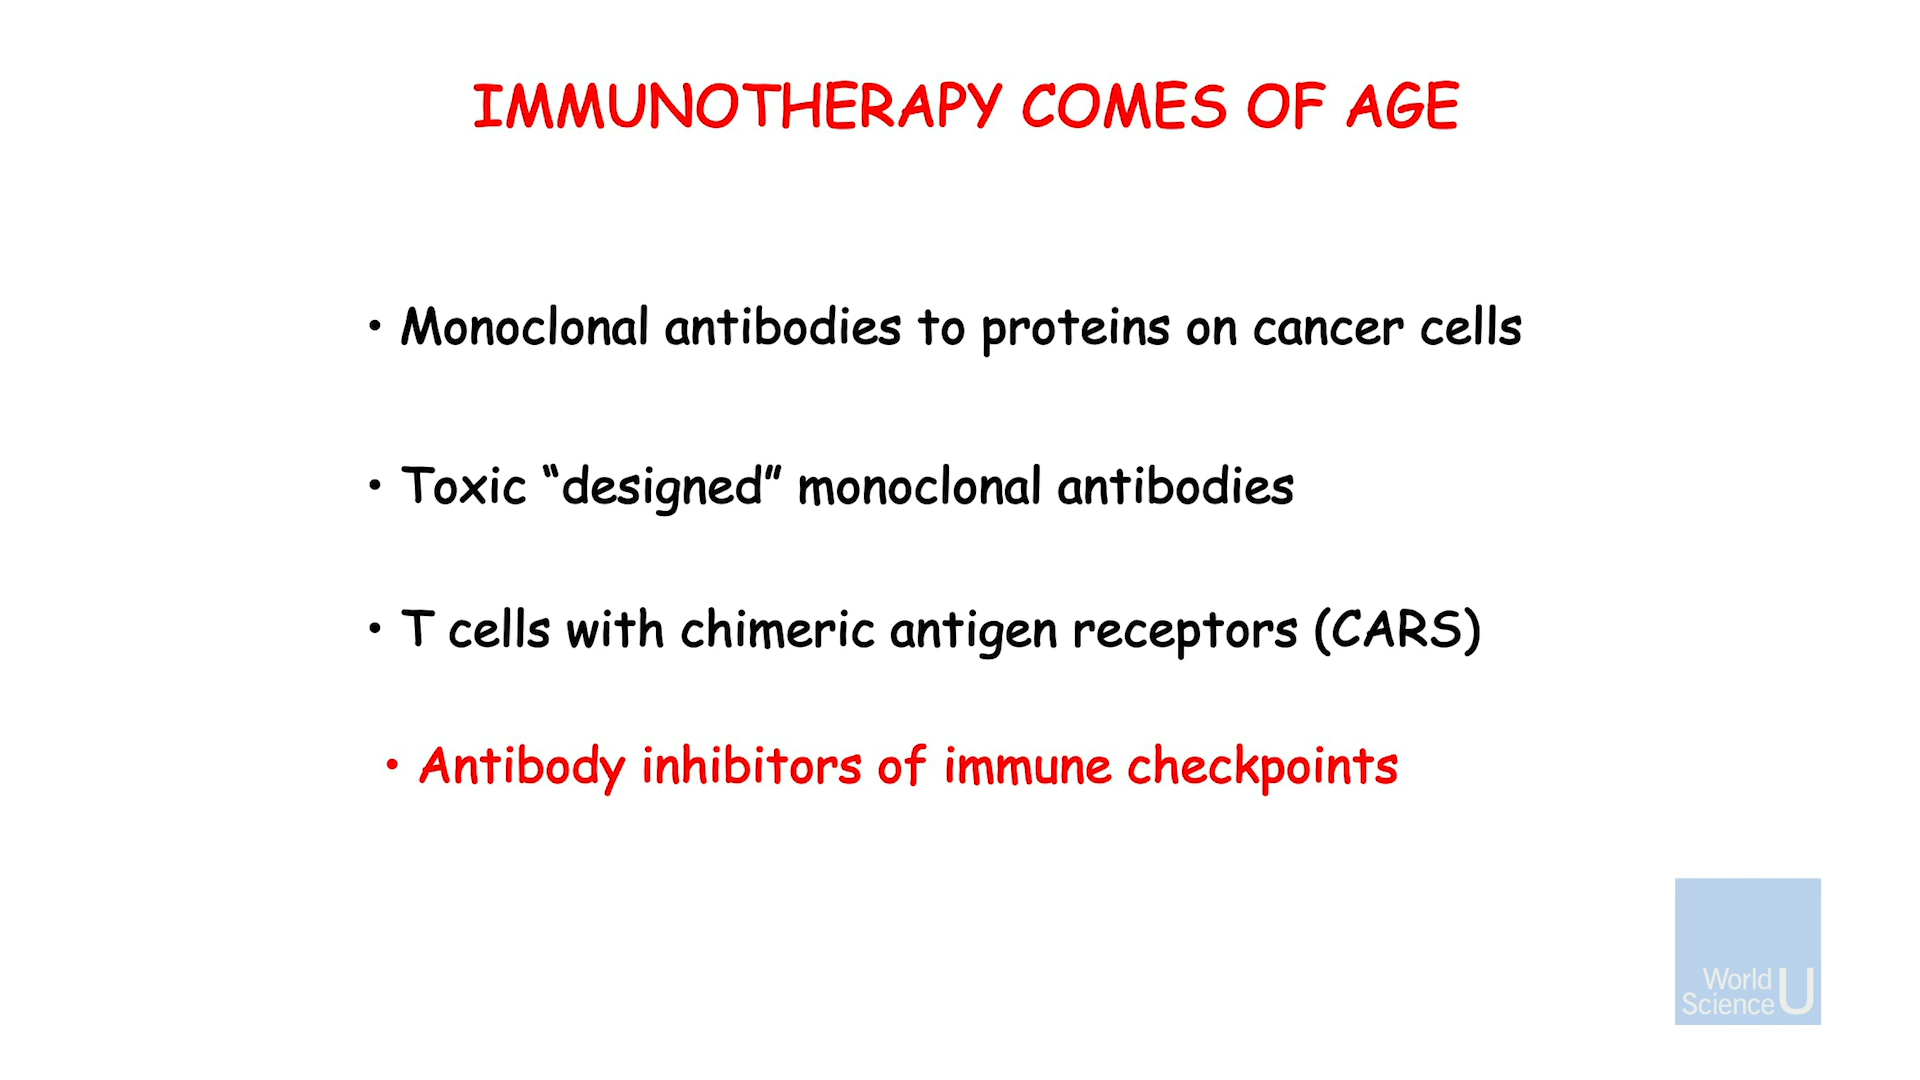 IMMUNOTHERAPY COMES OF AGE
• Monoclonal antibodies to proteins on cancer cells
• Toxic “designed” monoclonal antibodies
• T cells with chimeric antigen receptors (CARS)
• Antibody inhibitors of immune checkpoints
World
Science U